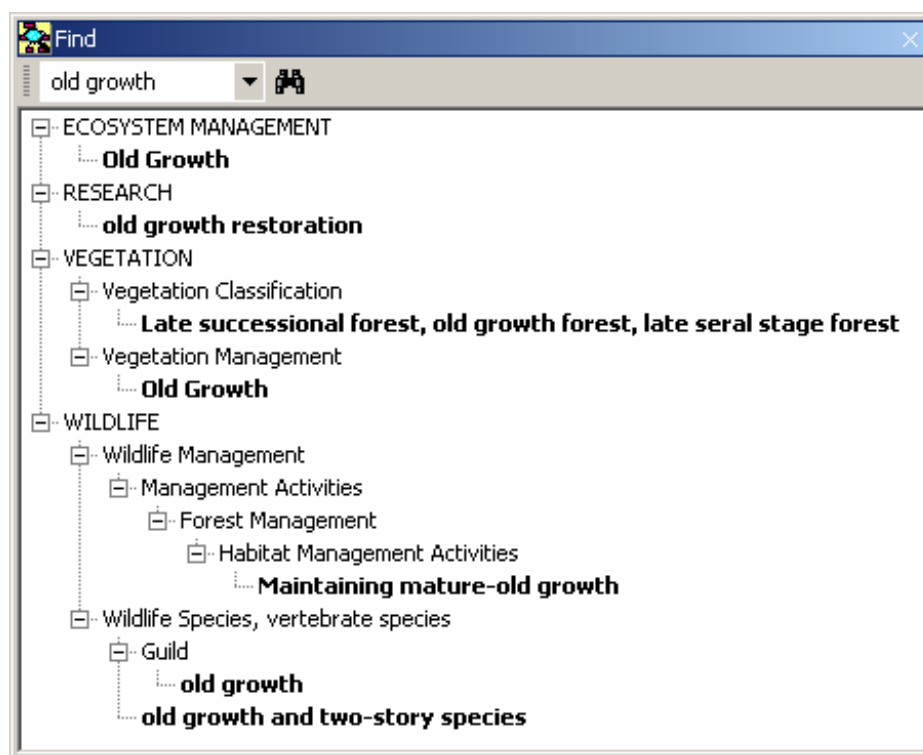 Find
old growth
ECOSYSTEM MANAGEMENT
Old Growth
RESEARCH
old growth restoration
VEGETATION
Vegetation Classification
Late successional forest, old growth forest, late seral stage forest
Vegetation Management
Old Growth
WILDLIFE
Wildlife Management
Management Activities
Forest Management
Habitat Management Activities
Maintaining mature-old growth
Wildlife Species, vertebrate species
Guild
old growth
old growth and two-story species